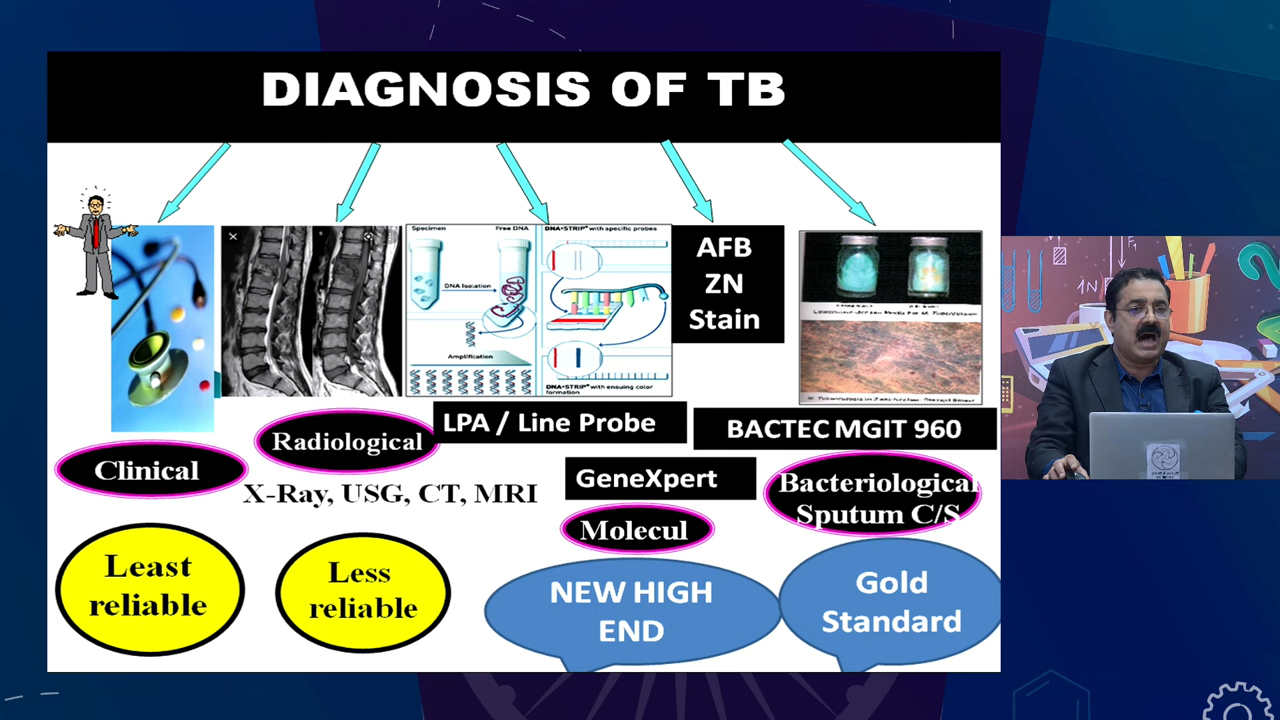 DIAGNOSIS OF TB
Specimen
Free DNA
DNA Isolation
Amplification
DNA•STRIP® with specific probes
DNA•STRIP® with ensuing color
formation
AFB
ZN
Stain
LPA / Line Probe
BACTEC MGIT 960
Clinical
Radiological
X-Ray, USG, CT, MRI
GeneXpert
Molecul
Bacteriological
Sputum C/S
Least
reliable
Less
reliable
NEW HIGH
END
Gold
Standard